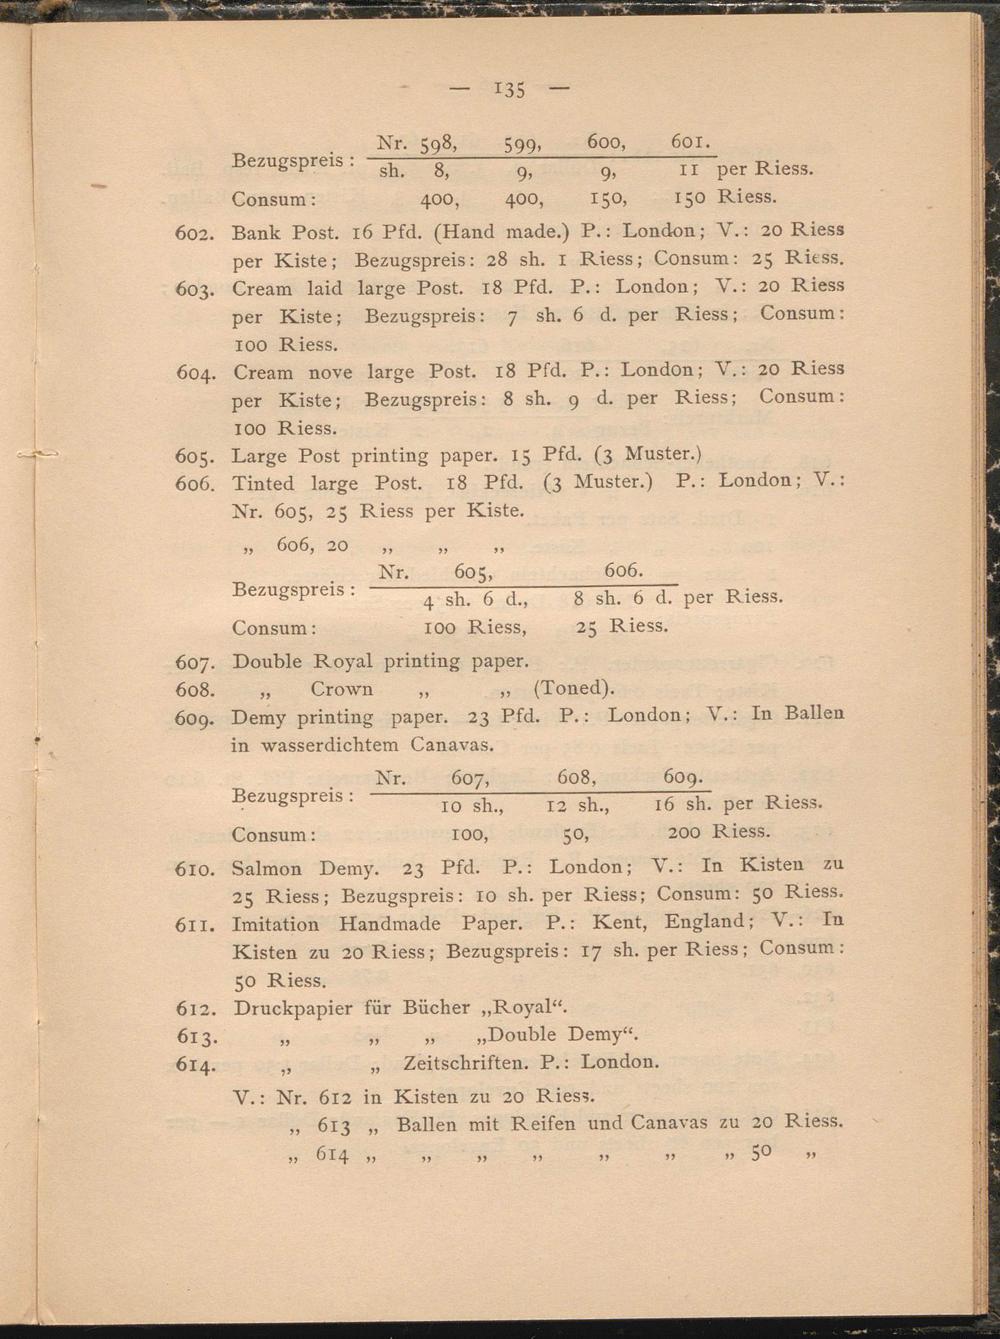 — 135 —
Nr. 598, 599, 600, 601.
Bezugspreis:
sh. 8, 9, 9, 11 per Riess.
Consum: 400, 400, 150, 150 Riess.
602. Bank Post. 16 Pfd. (Hand made.) P.: London; V.: 20 Riess
per Kiste; Bezugspreis: 28 sh. 1 Riess; Consum: 25 Riess.
603. Cream laid large Post. 18 Pfd. P.: London; V.: 20 Riess
per Kiste; Bezugspreis: 7 sh. 6 d. per Riess; Consum:
100 Riess.
604. Cream nove large Post. 18 Pfd. P.: London; V.: 20 Riess
per Kiste; Bezugspreis: 8 sh. 9 d. per Riess; Consum:
100 Riess.
605. Large Post printing paper. 15 Pfd. (3 Muster.)
606. Tinted large Post. 18 Pfd. (3 Muster.) P.: London; V.:
Nr. 605, 25 Riess per Kiste.
„ 606, 20 „ „ „
Nr. 605, 606.
Bezugspreis:
4 sh. 6 d., 8 sh. 6 d. per Riess.
Consum: 100 Riess, 25 Riess.
607. Double Royal printing paper.
608. „ Crown „ „ (Toned).
609. Demy printing paper. 23 Pfd. P.: London; V.: In Ballen
in wasserdichtem Canavas.
Nr. 607, 608, 609.
Bezugspreis:
10 sh., 12 sh., 16 sh. per Riess.
Consum: 100, 50, 200 Riess.
610. Salmon Demy. 23 Pfd. P.: London; V.: In Kisten zu
25 Riess; Bezugspreis: 10 sh. per Riess; Consum: 50 Riess.
611. Imitation Handmade Paper. P.: Kent, England; V.: In
Kisten zu 20 Riess; Bezugspreis: 17 sh. per Riess; Consum:
50 Riess.
612. Druckpapier für Bücher „Royal“.
613. „ „ „ „Double Demy“.
614. „ „ Zeitschriften. P.: London.
V.: Nr. 612 in Kisten zu 20 Riess.
„ 613 „ Ballen mit Reifen und Canavas zu 20 Riess.
„ 614 „ „ „ „ „ „ „ 50 „